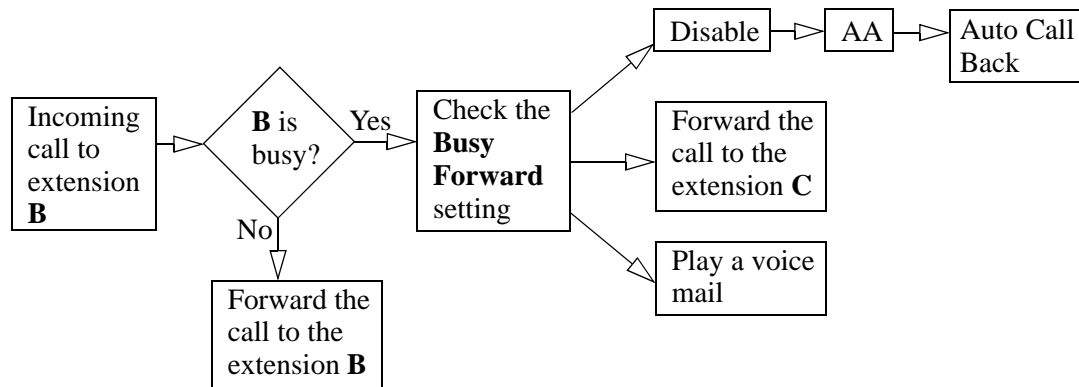 Incoming
call to
extension
B
B is
busy?
Yes
No
Forward the
call to the
extension B
Check the
Busy
Forward
setting
Disable
AA
Auto Call
Back
Forward the
call to the
extension C
Play a voice
mail